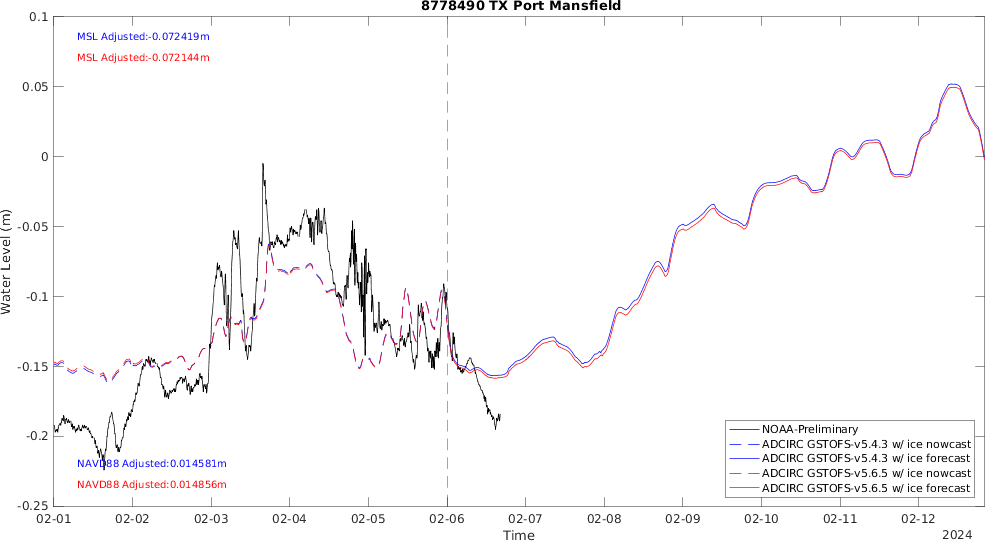 8778490 TX Port Mansfield
0.1
MSL Adjusted:-0.072419m
MSL Adjusted:-0.072144m
0.05
0
-0.05
Water Level (m)
-0.1
-0.15
-0.2
NOAA-Preliminary
ADCIRC GSTOFS-v5.4.3 w/ ice nowcast
ADCIRC GSTOFS-v5.4.3 w/ ice forecast
ADCIRC GSTOFS-v5.6.5 w/ ice nowcast
ADCIRC GSTOFS-v5.6.5 w/ ice forecast
NAVD88 Adjusted:0.014581m
NAVD88 Adjusted:0.014856m
-0.25
02-01 02-02 02-03 02-04 02-05 02-06 02-07 02-08 02-09 02-10 02-11 02-12
Time
2024